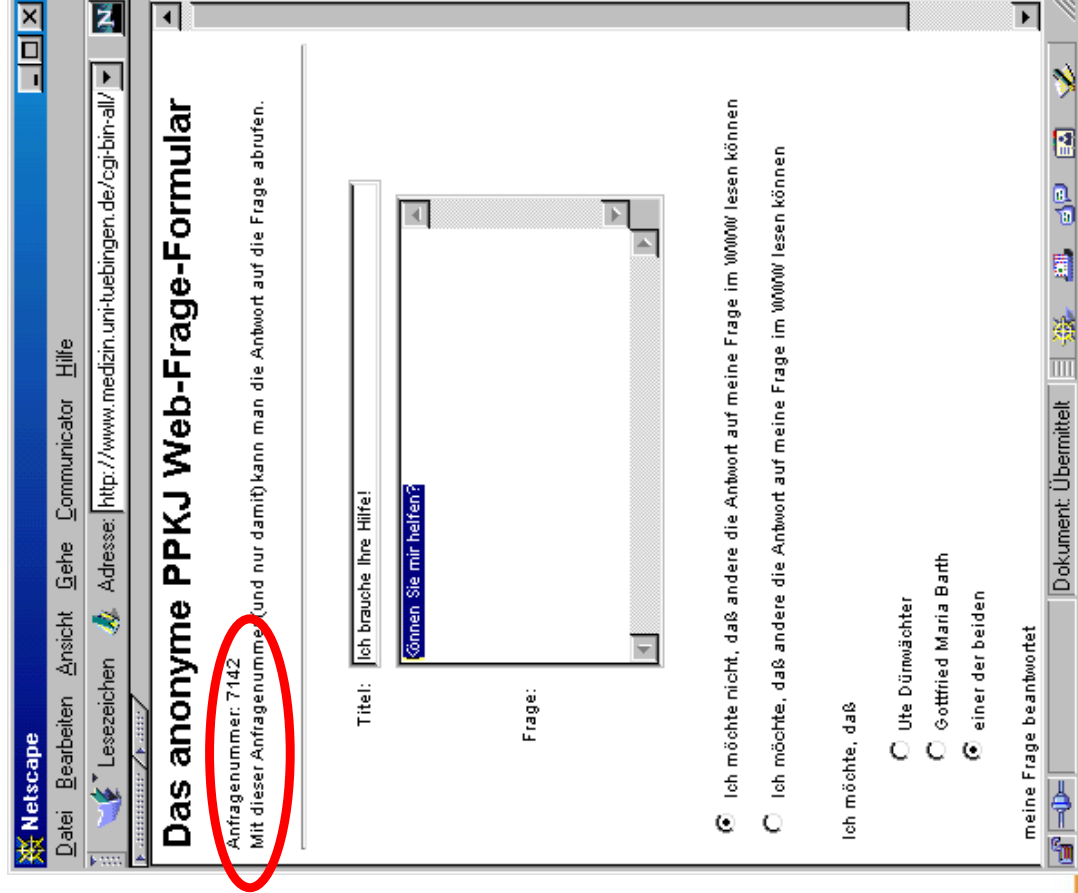 Netscape
Datei Bearbeiten Ansicht Gehe Communicator Hilfe
Lesezeichen Adresse: http://www.medizin.uni-tuebingen.de/cgi-bin-all/ N
Das anonyme PPKJ Web-Frage-Formular
Anfragenummer: 7142
Mit dieser Anfragenummer (und nur damit) kann man die Antwort auf die Frage abrufen.
Titel: Ich brauche Ihre Hilfe!
Können Sie mir helfen?
Frage:
Ich möchte nicht, daß andere die Antwort auf meine Frage im WWW lesen können
Ich möchte, daß andere die Antwort auf meine Frage im WWW lesen können
Ich möchte, daß
Ute Dürrwächter
Gottfried Maria Barth
einer der beiden
meine Frage beantwortet
Dokument: Übermittelt